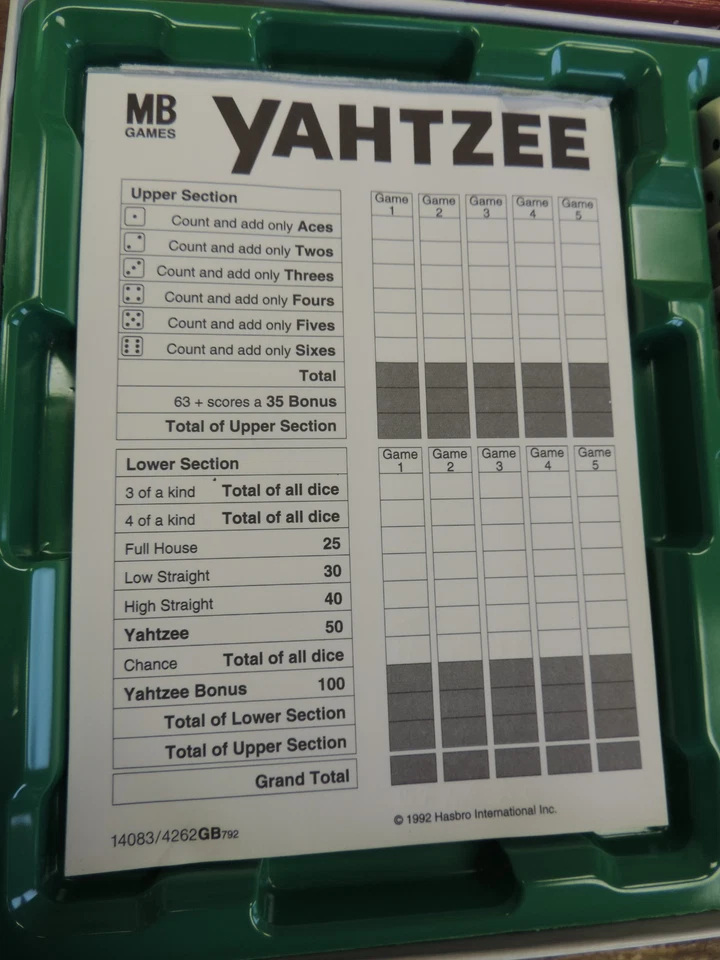 MB
GAMES
YAHTZEE
Upper Section
Count and add only Aces
Count and add only Twos
Count and add only Threes
Count and add only Fours
Count and add only Fives
Count and add only Sixes
Total
63 + scores a 35 Bonus
Total of Upper Section
Game 1 Game 2 Game 3 Game 4 Game 5
Lower Section
3 of a kind Total of all dice
4 of a kind Total of all dice
Full House 25
Low Straight 30
High Straight 40
Yahtzee 50
Chance Total of all dice
Yahtzee Bonus 100
Total of Lower Section
Total of Upper Section
Grand Total
Game 1 Game 2 Game 3 Game 4 Game 5
14083/4262GB792
© 1992 Hasbro International Inc.